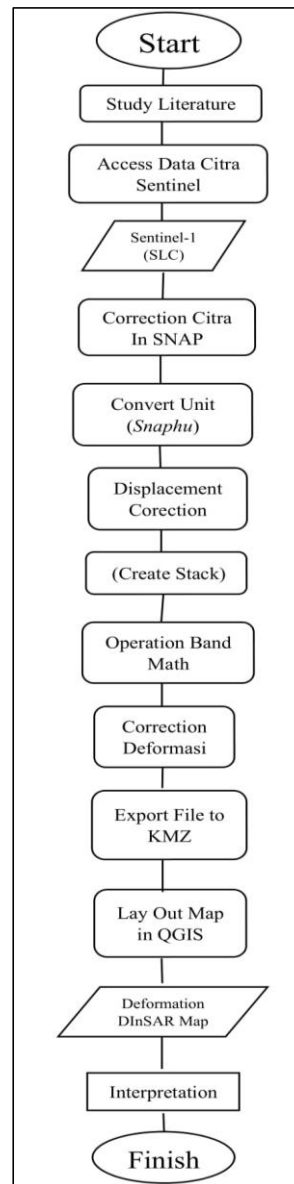 Start
Study Literature
Access Data Citra
Sentinel
Sentinel-1
(SLC)
Correction Citra
In SNAP
Convert Unit
(Snaphu)
Displacement
Corection
(Create Stack)
Operation Band
Math
Correction
Deformasi
Export File to
KMZ
Lay Out Map
in QGIS
Deformation
DInSAR Map
Interpretation
Finish